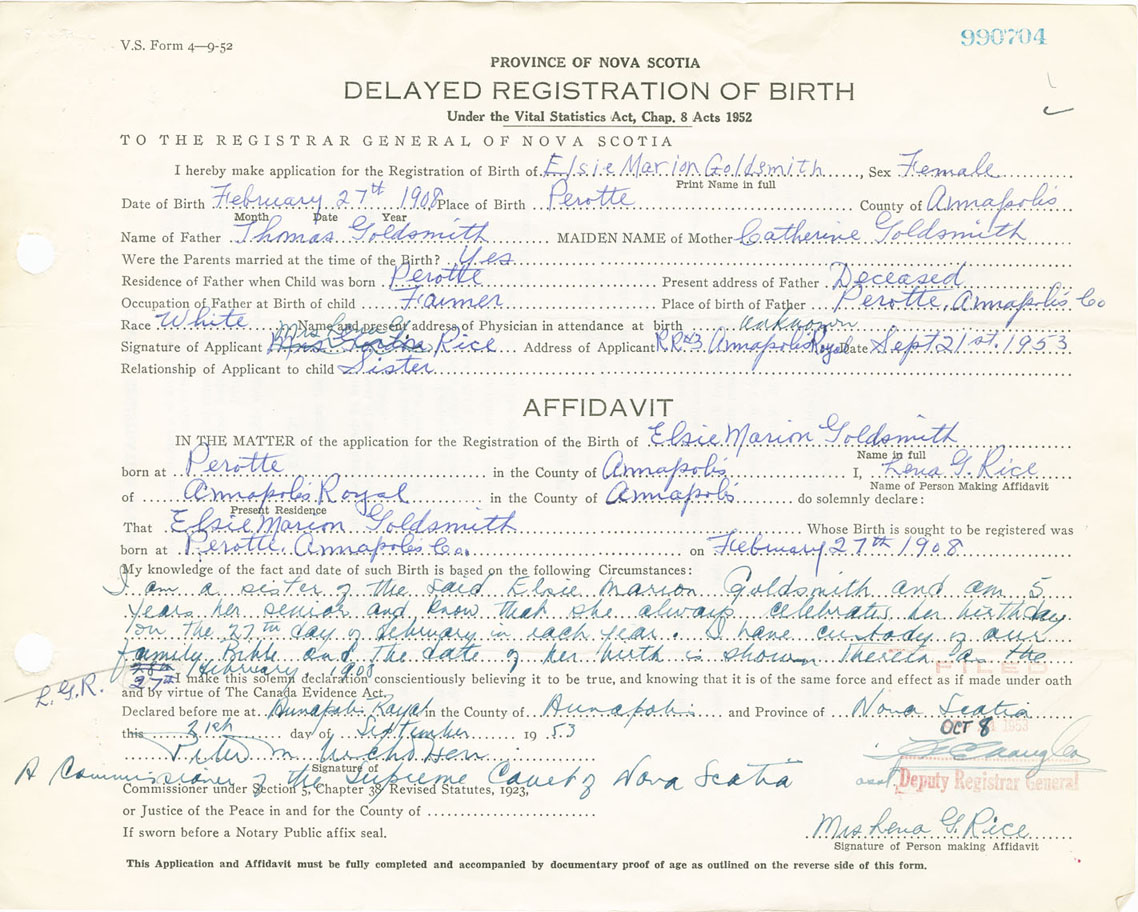 V.S. Form 4—9-52
990704
PROVINCE OF NOVA SCOTIA
DELAYED REGISTRATION OF BIRTH
Under the Vital Statistics Act, Chap. 8 Acts 1952
TO THE REGISTRAR GENERAL OF NOVA SCOTIA
I hereby make application for the Registration of Birth of Elsie Marion Goldsmith, Sex Female
Print Name in full
Date of Birth February 27th 1908 Place of Birth Perotte County of Annapolis
Month Date Year
Name of Father Thomas Goldsmith MAIDEN NAME of Mother Catherine Goldsmith
Were the Parents married at the time of the Birth? Yes
Residence of Father when Child was born Perotte Present address of Father Deceased
Occupation of Father at Birth of child Farmer Place of birth of Father Perotte, Annapolis Co
Race White Name and present address of Physician in attendance at birth unknown
Mrs Lena G.
Signature of Applicant Mrs Rice Address of Applicant RR#3 Annapolis Royal Date Sept 21st. 1953
Relationship of Applicant to child Sister
AFFIDAVIT
IN THE MATTER of the application for the Registration of the Birth of Elsie Marion Goldsmith
Name in full
born at Perotte in the County of Annapolis I, Lena G. Rice
Name of Person Making Affidavit
of Annapolis Royal in the County of Annapolis do solemnly declare:
Present Residence
That Elsie Marion Goldsmith Whose Birth is sought to be registered was
born at Perotte, Annapolis Co. on February 27th 1908
My knowledge of the fact and date of such Birth is based on the following Circumstances:
I am a sister of the said Elsie Marion Goldsmith and am 5
years her senior and know that she always celebrates her birthday
on the 27th day of February in each year. I have custody of our
family Bible and the date of her birth is shown therein as the
28th February 1908
27th
L.G.R.
FILED
I make this solemn declaration conscientiously believing it to be true, and knowing that it is of the same force and effect as if made under oath
and by virtue of The Canada Evidence Act.
Declared before me at Annapolis Royal in the County of Annapolis and Province of Nova Scotia
this 21st day of September 19 53
OCT 8 1953
Signature of
A Commissioner of the Supreme Court of Nova Scotia
asst. Deputy Registrar General
Commissioner under Section 5, Chapter 38, Revised Statutes, 1923,
or Justice of the Peace in and for the County of
If sworn before a Notary Public affix seal.
Mrs Lena G. Rice
Signature of Person making Affidavit
This Application and Affidavit must be fully completed and accompanied by documentary proof of age as outlined on the reverse side of this form.